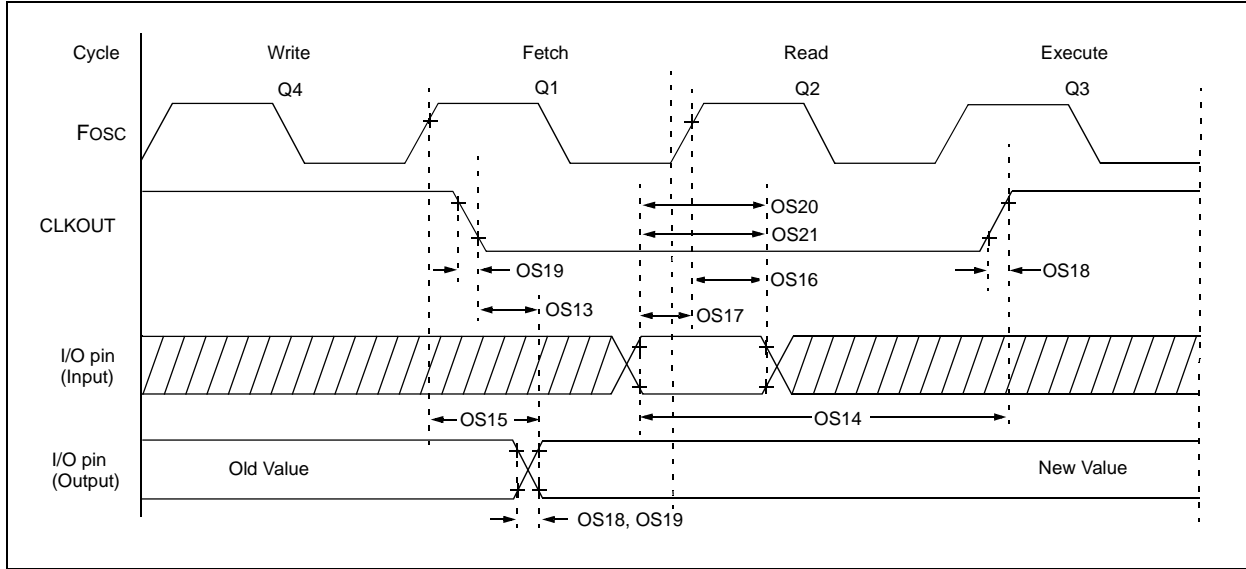 Cycle Write Fetch Read Execute
Q4 Q1 Q2 Q3
FOSC
CLKOUT
OS20
OS21
OS19 OS16 OS18
OS13 OS17
I/O pin
(Input)
OS15 OS14
I/O pin
(Output)
Old Value New Value
OS18, OS19